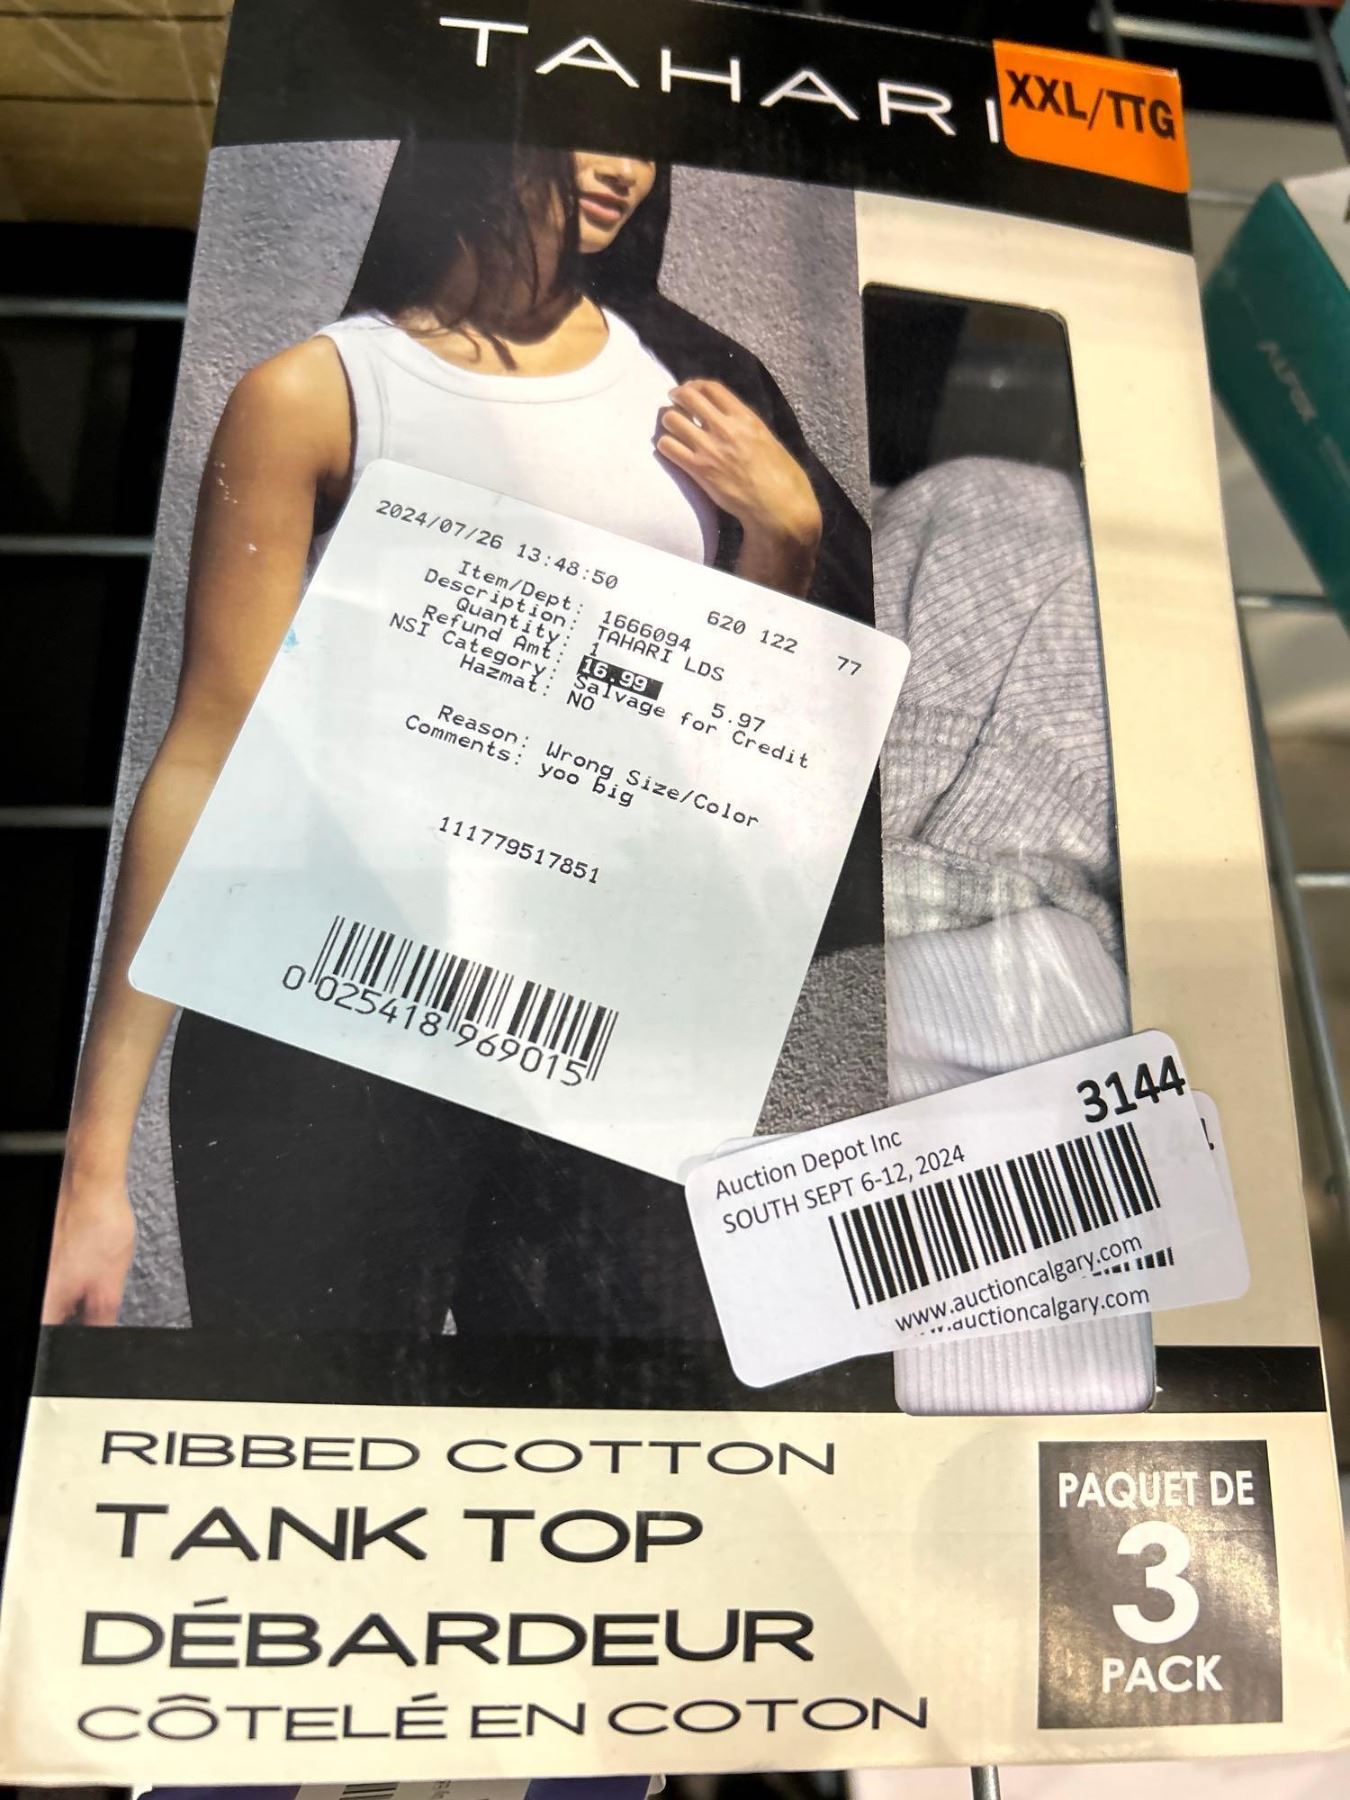 TAHARI
XXL/TTG
2024/07/26 13:48:50
620 122 77
Item/Dept: 1666094
Description: TAHARI LDS
Quantity: 1
Refund Amt: 16.99 5.97
NSI Category: Salvage for Credit
Hazmat: NO
Reason: Wrong Size/Color
Comments: yoo big
111779517851
0 025418 969015
3144
Auction Depot Inc
SOUTH SEPT 6-12, 2024
www.auctioncalgary.com
.auctioncalgary.com
RIBBED COTTON
TANK TOP
DÉBARDEUR
CÔTELÉ EN COTON
PAQUET DE
3
PACK